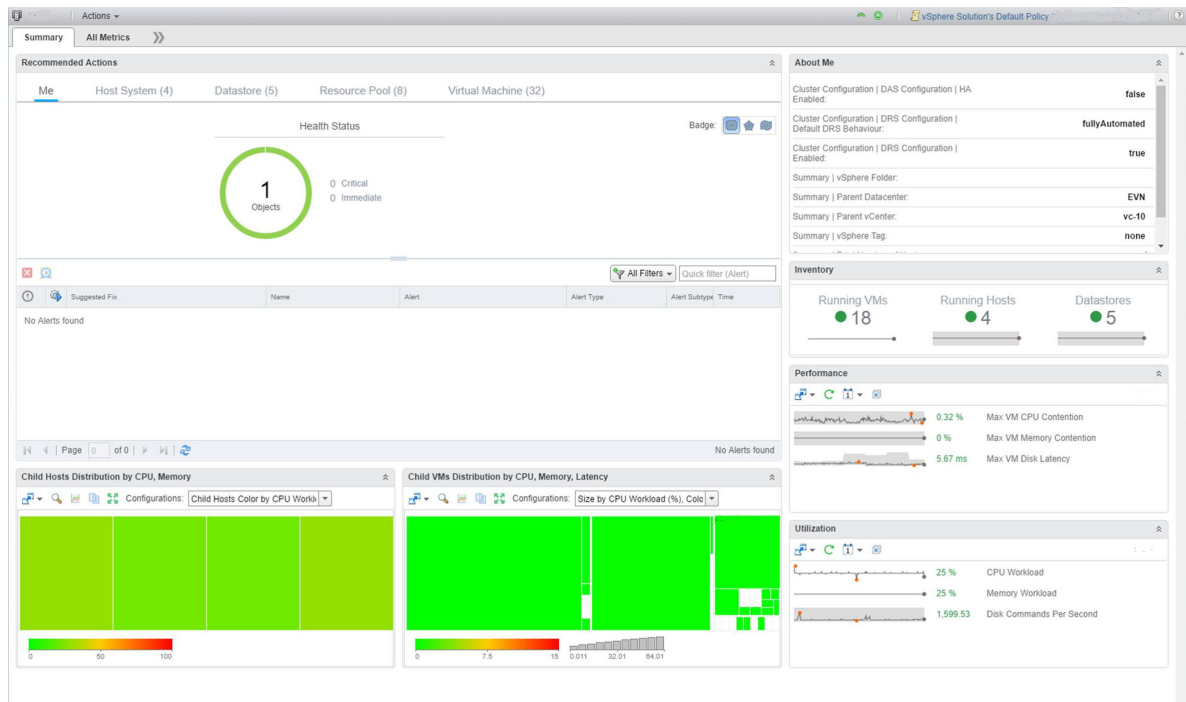 Actions
vSphere Solution's Default Policy
?
Summary
All Metrics
Recommended Actions
Me
Host System (4)
Datastore (5)
Resource Pool (8)
Virtual Machine (32)
Health Status
Badge:
1
Objects
0 Critical
0 Immediate
All Filters
Quick filter (Alert)
Suggested Fix
Name
Alert
Alert Type
Alert Subtype
Time
No Alerts found
Page 0 of 0
No Alerts found
Child Hosts Distribution by CPU, Memory
Configurations: Child Hosts Color by CPU Workl
0 50 100
Child VMs Distribution by CPU, Memory, Latency
Configurations: Size by CPU Workload (%), Colo
0 7.5 15
0.011 32.01 64.01
About Me
Cluster Configuration | DAS Configuration | HA
Enabled:
false
Cluster Configuration | DRS Configuration |
Default DRS Behaviour:
fullyAutomated
Cluster Configuration | DRS Configuration |
Enabled:
true
Summary | vSphere Folder:
Summary | Parent Datacenter: EVN
Summary | Parent vCenter: vc-10
Summary | vSphere Tag: none
Inventory
Running VMs
18
Running Hosts
4
Datastores
5
Performance
1
0.32 % Max VM CPU Contention
0 % Max VM Memory Contention
5.67 ms Max VM Disk Latency
Utilization
1
25 % CPU Workload
25 % Memory Workload
1,599.53 Disk Commands Per Second